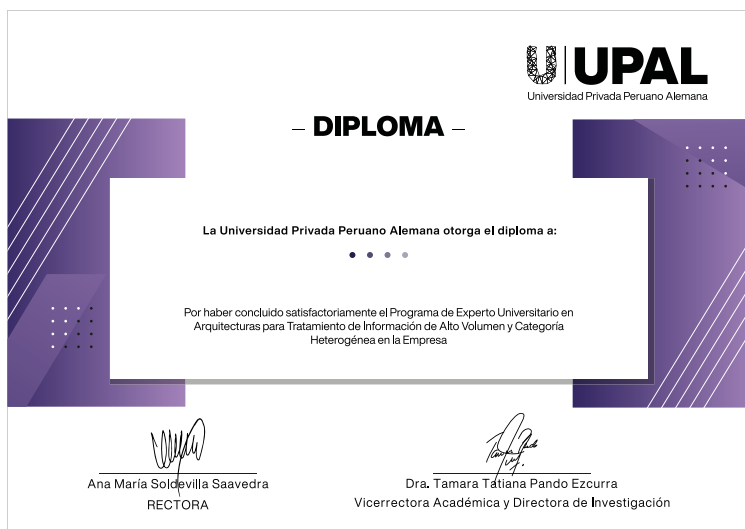 UPAL
Universidad Privada Peruano Alemana
– DIPLOMA –
La Universidad Privada Peruano Alemana otorga el diploma a:
Por haber concluido satisfactoriamente el Programa de Experto Universitario en
Arquitecturas para Tratamiento de Información de Alto Volumen y Categoría
Heterogénea en la Empresa
Ana María Soldevilla Saavedra
RECTORA
Dra. Tamara Tatiana Pando Ezcurra
Vicerrectora Académica y Directora de Investigación